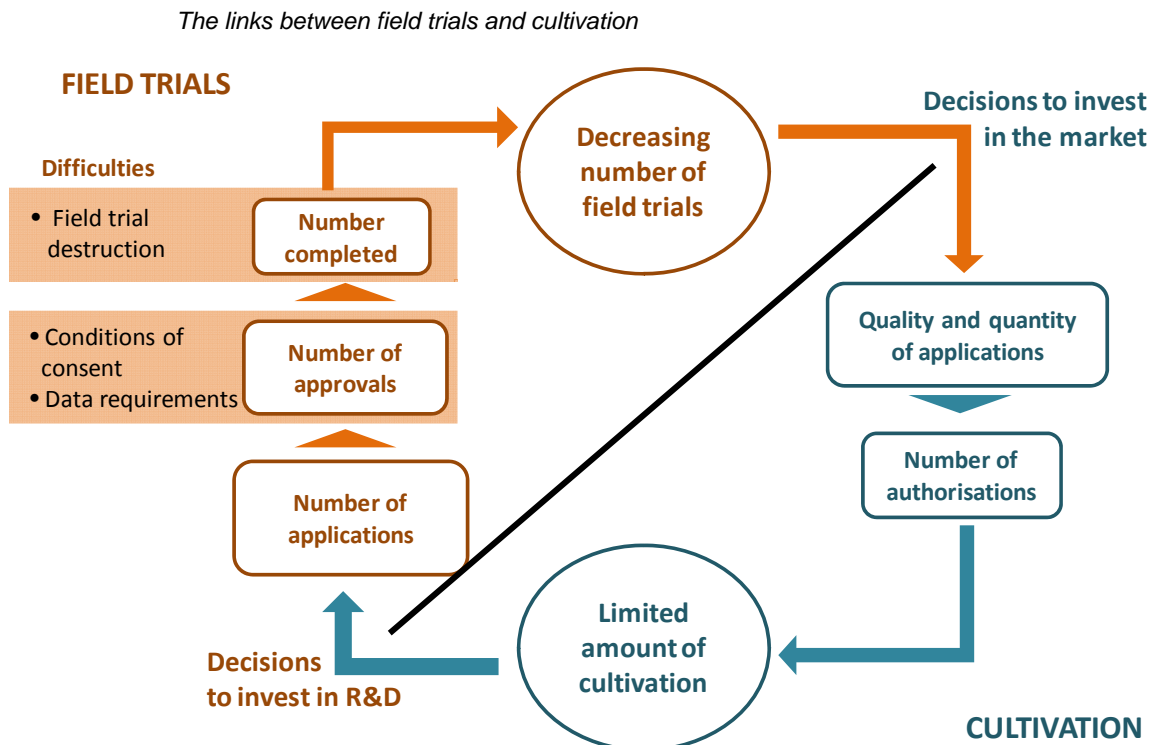 The links between field trials and cultivation
FIELD TRIALS
Difficulties
• Field trial
destruction
Number
completed
• Conditions of
consent
• Data requirements
Number of
approvals
Number of
applications
Decisions
to invest in R&D
Decreasing
number of
field trials
Decisions to invest
in the market
Quality and quantity
of applications
Number of
authorisations
Limited
amount of
cultivation
CULTIVATION